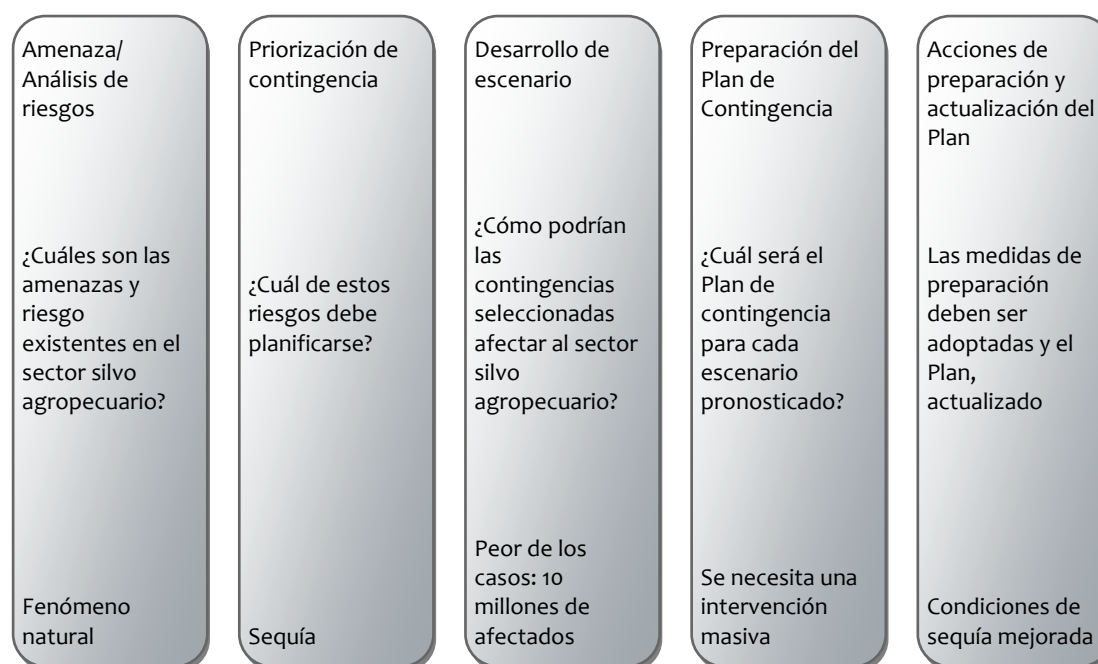 Amenaza/
Análisis de
riesgos
¿Cuáles son las
amenazas y
riesgo
existentes en el
sector silvo
agropecuario?
Fenómeno
natural
Priorización de
contingencia
¿Cuál de estos
riesgos debe
planificarse?
Sequía
Desarrollo de
escenario
¿Cómo podrían
las
contingencias
seleccionadas
afectar al sector
silvo
agropecuario?
Peor de los
casos: 10
millones de
afectados
Preparación del
Plan de
Contingencia
¿Cuál será el
Plan de
contingencia
para cada
escenario
pronosticado?
Se necesita una
intervención
masiva
Acciones de
preparación y
actualización del
Plan
Las medidas de
preparación
deben ser
adoptadas y el
Plan,
actualizado
Condiciones de
sequía mejorada